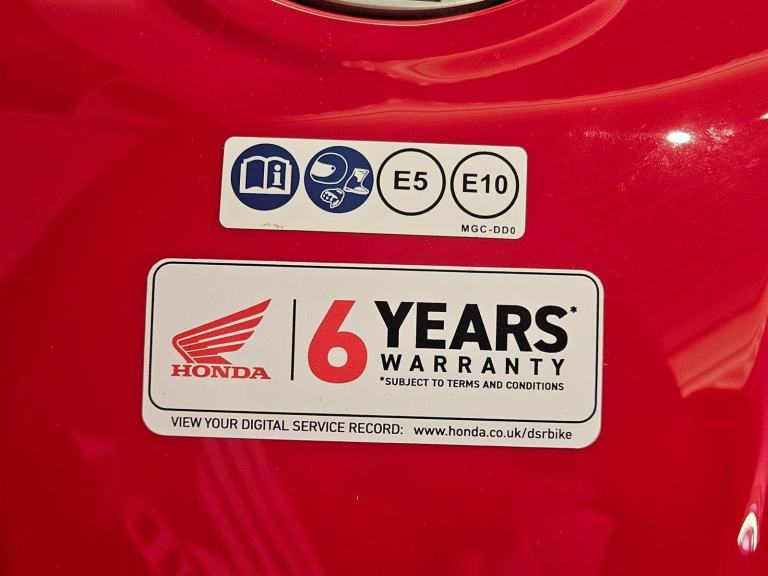 i
E5
E10
MGC-DD0
HONDA
6 YEARS*
WARRANTY
*SUBJECT TO TERMS AND CONDITIONS
VIEW YOUR DIGITAL SERVICE RECORD: www.honda.co.uk/dsrbike